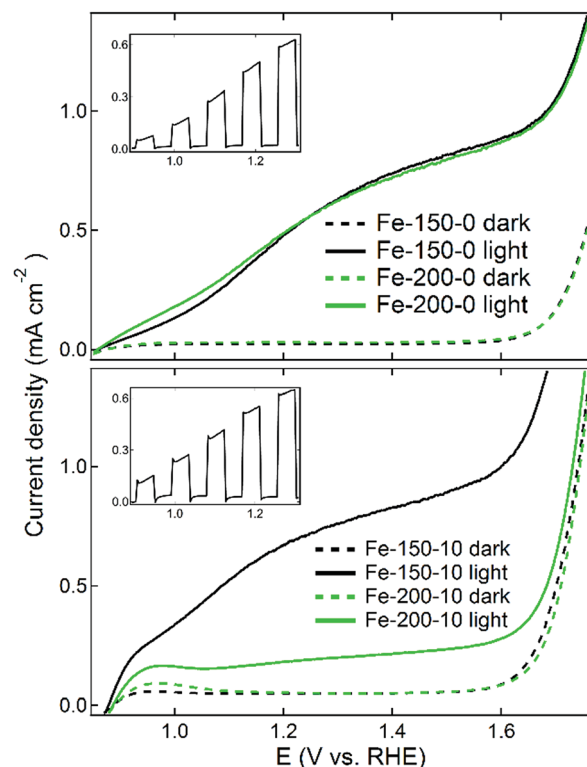 0.6
0.3
0.0
1.0
1.2
1.0
0.5
0.0
Fe-150-0 dark
Fe-150-0 light
Fe-200-0 dark
Fe-200-0 light
Current density (mA cm⁻²)
0.6
0.3
0.0
1.0
1.2
1.0
0.5
0.0
Fe-150-10 dark
Fe-150-10 light
Fe-200-10 dark
Fe-200-10 light
1.0
1.2
1.4
1.6
E (V vs. RHE)